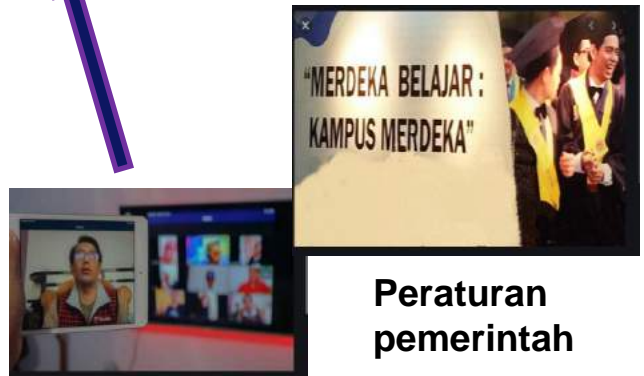 “MERDEKA BELAJAR :
KAMPUS MERDEKA”
Peraturan
pemerintah